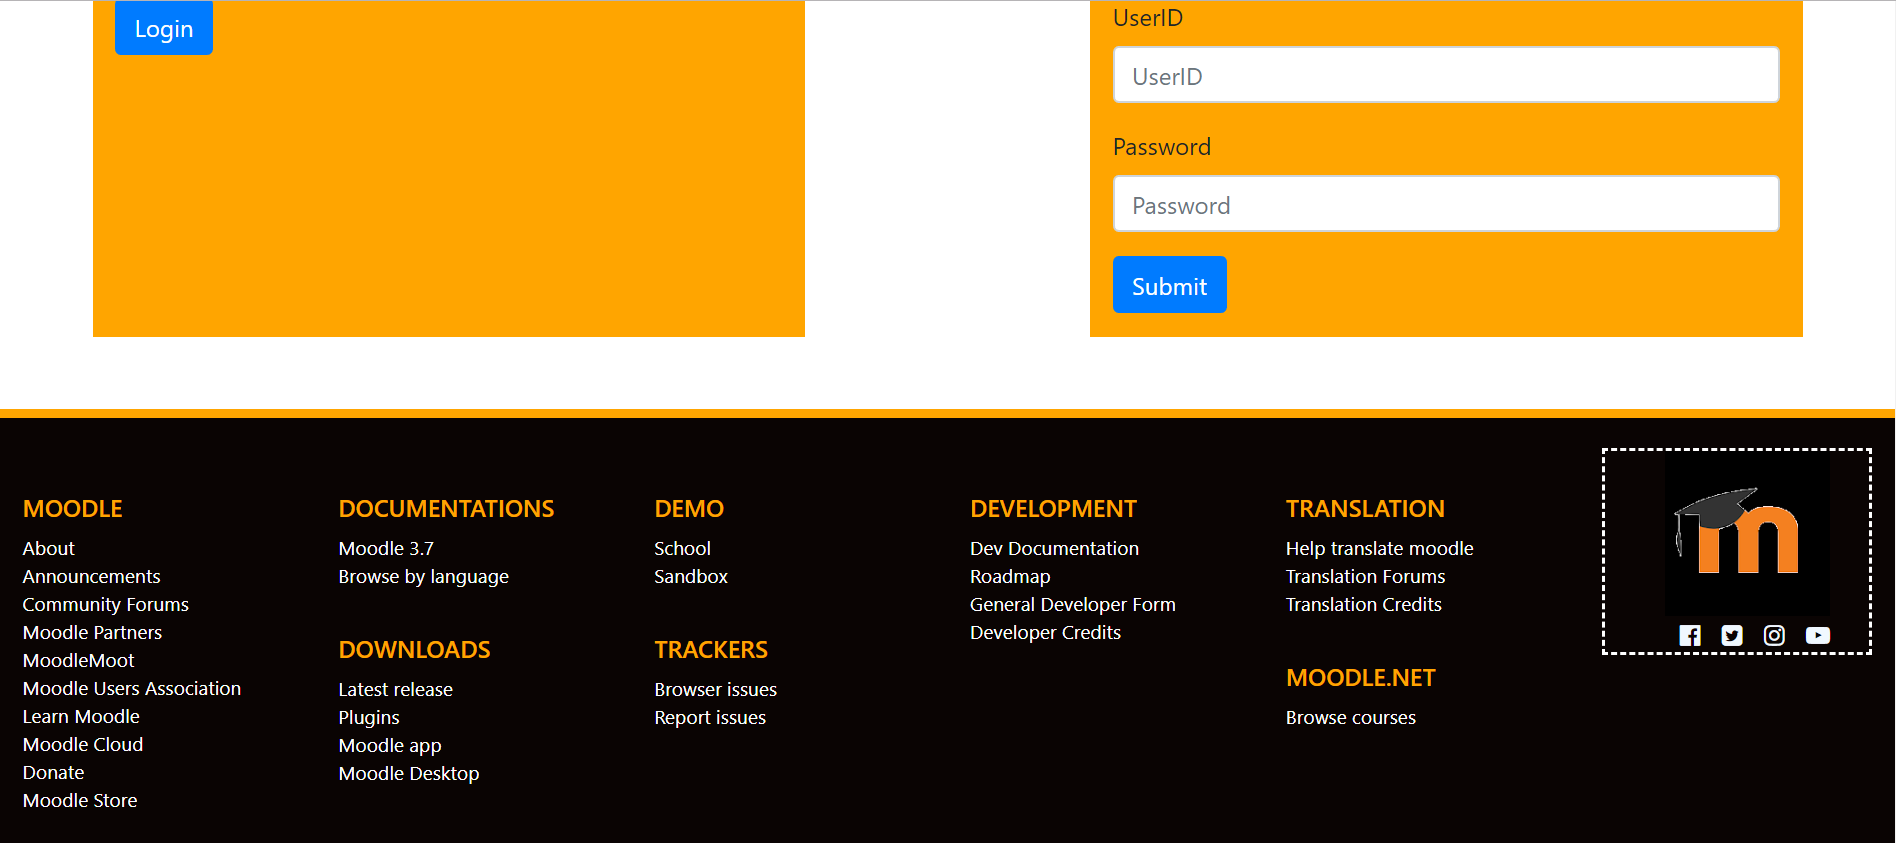 Login
UserID
UserID
Password
Password
Submit
MOODLE
About
Announcements
Community Forums
Moodle Partners
MoodleMoot
Moodle Users Association
Learn Moodle
Moodle Cloud
Donate
Moodle Store
DOCUMENTATIONS
Moodle 3.7
Browse by language
DOWNLOADS
Latest release
Plugins
Moodle app
Moodle Desktop
DEMO
School
Sandbox
TRACKERS
Browser issues
Report issues
DEVELOPMENT
Dev Documentation
Roadmap
General Developer Form
Developer Credits
TRANSLATION
Help translate moodle
Translation Forums
Translation Credits
MOODLE.NET
Browse courses
m